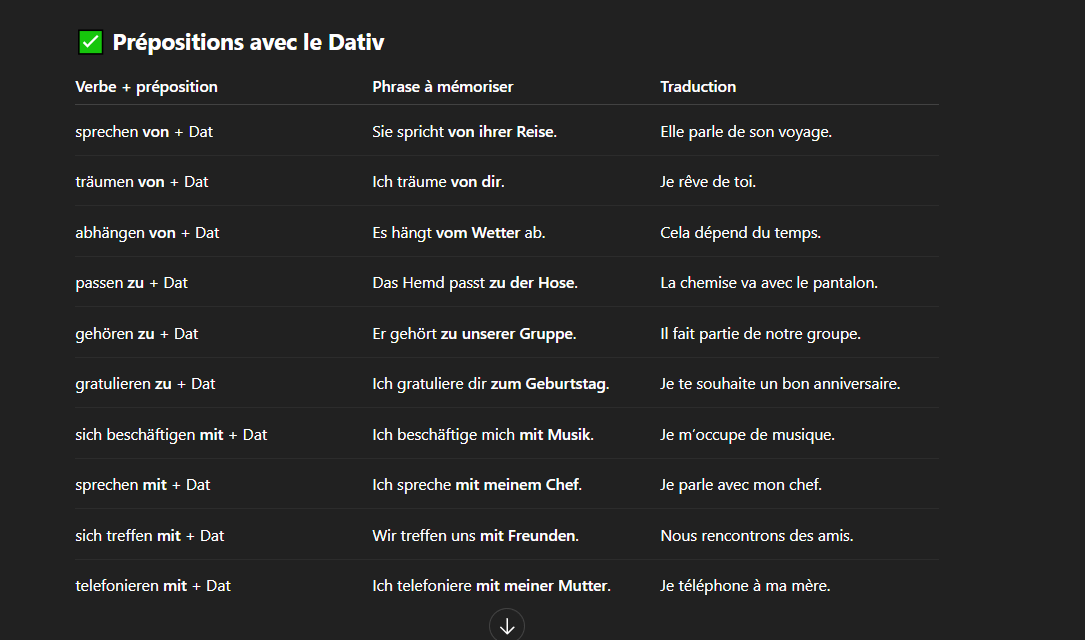 ✅ Prépositions avec le Dativ
Verbe + préposition Phrase à mémoriser Traduction
sprechen von + Dat Sie spricht von ihrer Reise. Elle parle de son voyage.
träumen von + Dat Ich träume von dir. Je rêve de toi.
abhängen von + Dat Es hängt vom Wetter ab. Cela dépend du temps.
passen zu + Dat Das Hemd passt zu der Hose. La chemise va avec le pantalon.
gehören zu + Dat Er gehört zu unserer Gruppe. Il fait partie de notre groupe.
gratulieren zu + Dat Ich gratuliere dir zum Geburtstag. Je te souhaite un bon anniversaire.
sich beschäftigen mit + Dat Ich beschäftige mich mit Musik. Je m’occupe de musique.
sprechen mit + Dat Ich spreche mit meinem Chef. Je parle avec mon chef.
sich treffen mit + Dat Wir treffen uns mit Freunden. Nous rencontrons des amis.
telefonieren mit + Dat Ich telefoniere mit meiner Mutter. Je téléphone à ma mère.